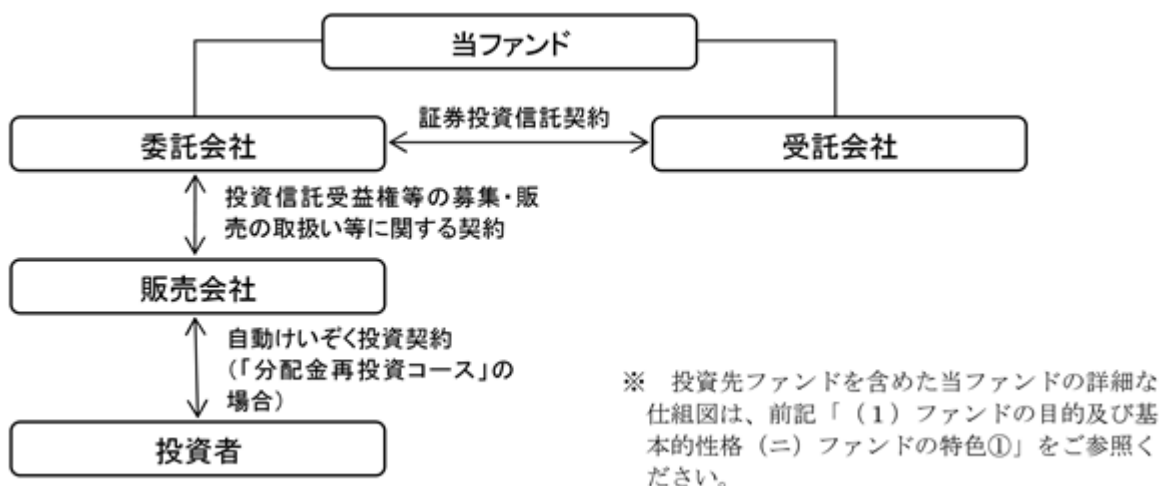 当ファンド
証券投資信託契約
委託会社
受託会社
投資信託受益権等の募集・販
売の取扱い等に関する契約
販売会社
自動けいぞく投資契約
(「分配金再投資コース」の
場合)
投資者
※ 投資先ファンドを含めた当ファンドの詳細な
仕組図は、前記「(1)ファンドの目的及び基
本的性格(ニ)ファンドの特色①」をご参照く
ださい。